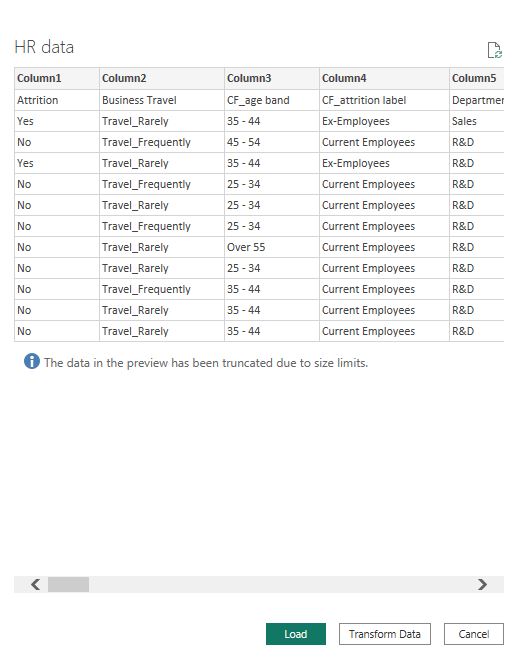 HR data
Column1 Column2 Column3 Column4 Column5
Attrition Business Travel CF_age band CF_attrition label Departmer
Yes Travel_Rarely 35 - 44 Ex-Employees Sales
No Travel_Frequently 45 - 54 Current Employees R&D
Yes Travel_Rarely 35 - 44 Ex-Employees R&D
No Travel_Frequently 25 - 34 Current Employees R&D
No Travel_Rarely 25 - 34 Current Employees R&D
No Travel_Frequently 25 - 34 Current Employees R&D
No Travel_Rarely Over 55 Current Employees R&D
No Travel_Rarely 25 - 34 Current Employees R&D
No Travel_Frequently 35 - 44 Current Employees R&D
No Travel_Rarely 35 - 44 Current Employees R&D
No Travel_Rarely 35 - 44 Current Employees R&D
The data in the preview has been truncated due to size limits.
Load Transform Data Cancel